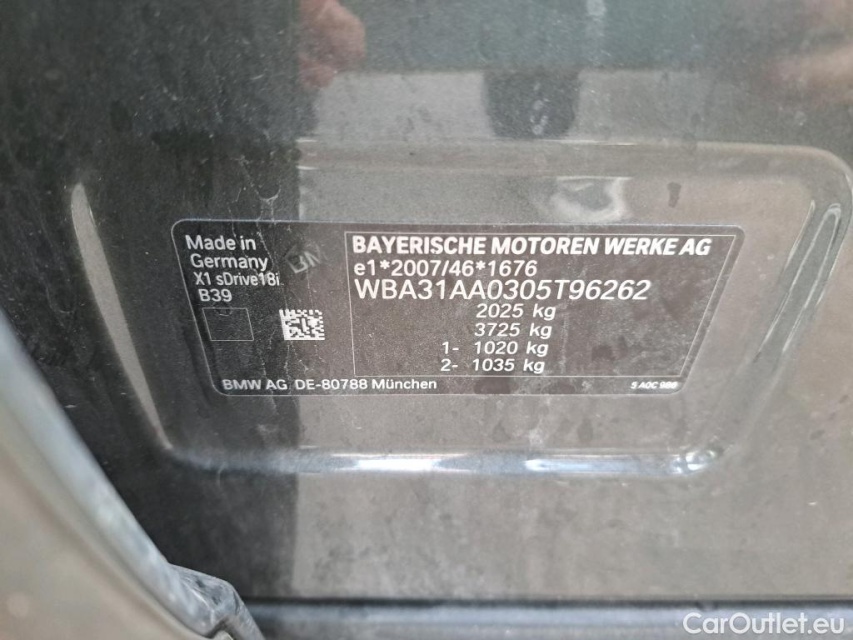 Made in
Germany
X1 sDrive18i
B39
BAYERISCHE MOTOREN WERKE AG
e1*2007/46*1676
WBA31AA0305T96262
2025 kg
3725 kg
1- 1020 kg
2- 1035 kg
BMW AG DE-80788 München
CarOutlet.eu